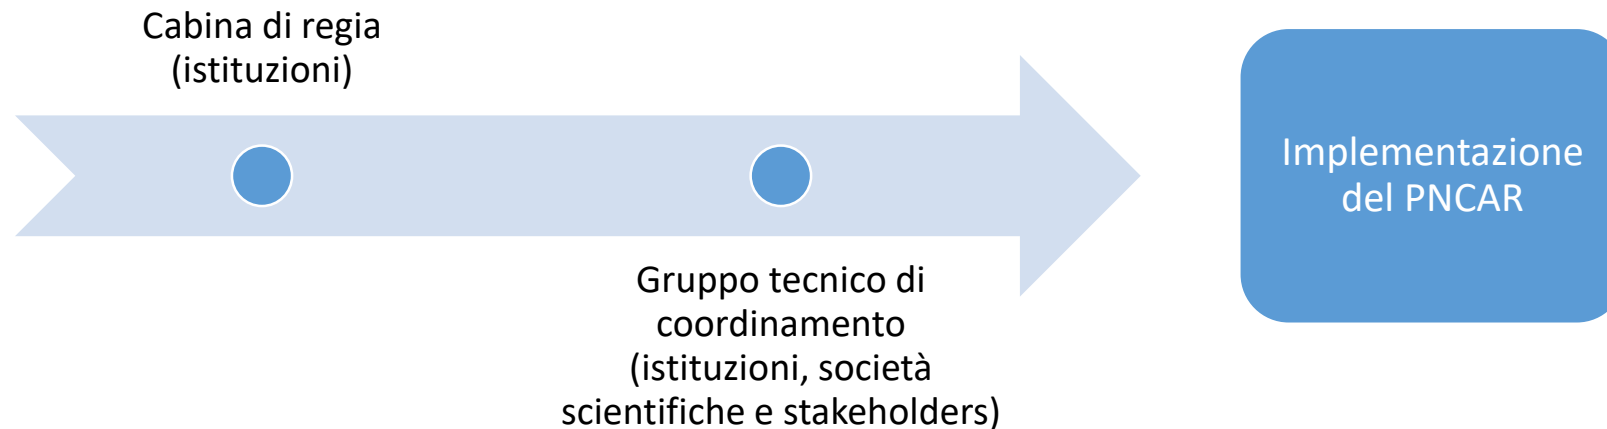 Cabina di regia
(istituzioni)
Gruppo tecnico di
coordinamento
(istituzioni, società
scientifiche e stakeholders)
Implementazione
del PNCAR